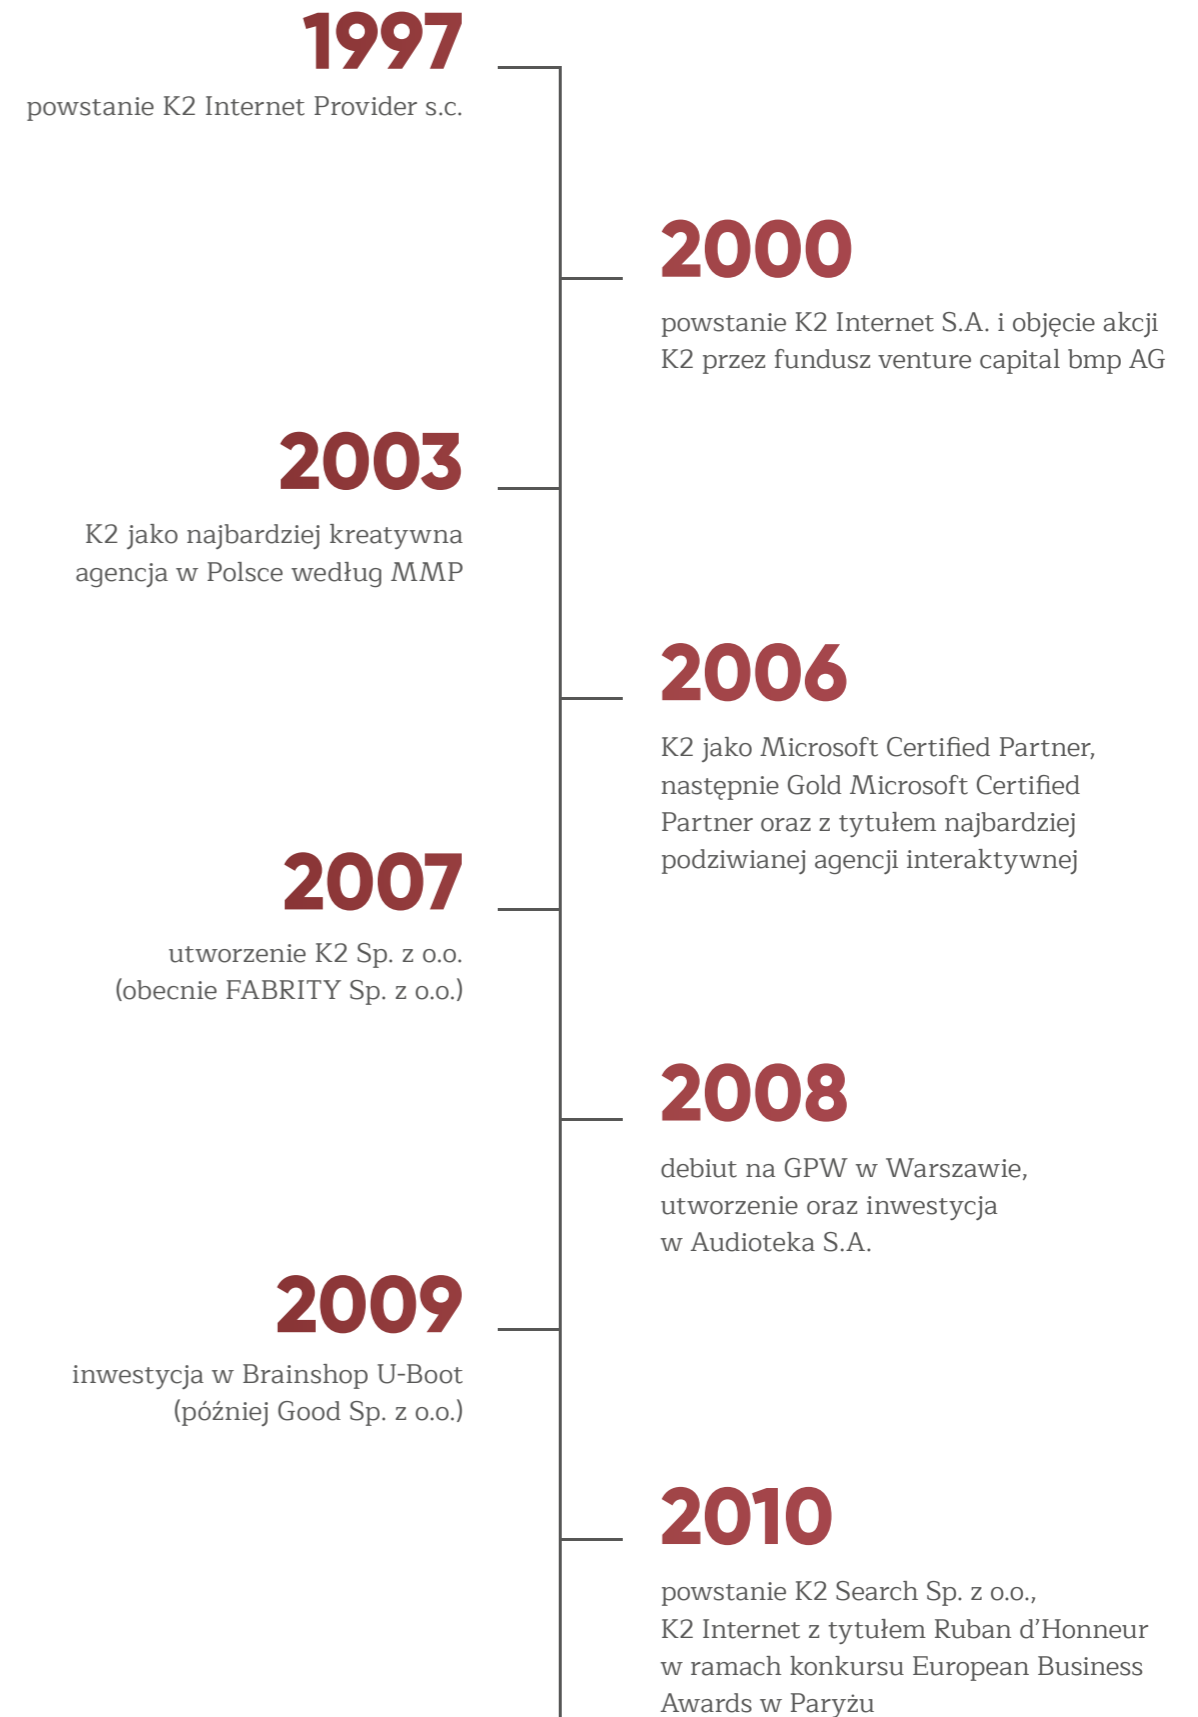 1997
powstanie K2 Internet Provider s.c.
2000
powstanie K2 Internet S.A. i objęcie akcji
K2 przez fundusz venture capital bmp AG
2003
K2 jako najbardziej kreatywna
agencja w Polsce według MMP
2006
K2 jako Microsoft Certified Partner,
następnie Gold Microsoft Certified
Partner oraz z tytułem najbardziej
podziwianej agencji interaktywnej
2007
utworzenie K2 Sp. z o.o.
(obecnie FABRITY Sp. z o.o.)
2008
debiut na GPW w Warszawie,
utworzenie oraz inwestycja
w Audioteka S.A.
2009
inwestycja w Brainshop U-Boot
(później Good Sp. z o.o.)
2010
powstanie K2 Search Sp. z o.o.,
K2 Internet z tytułem Ruban d’Honneur
w ramach konkursu European Business
Awards w Paryżu